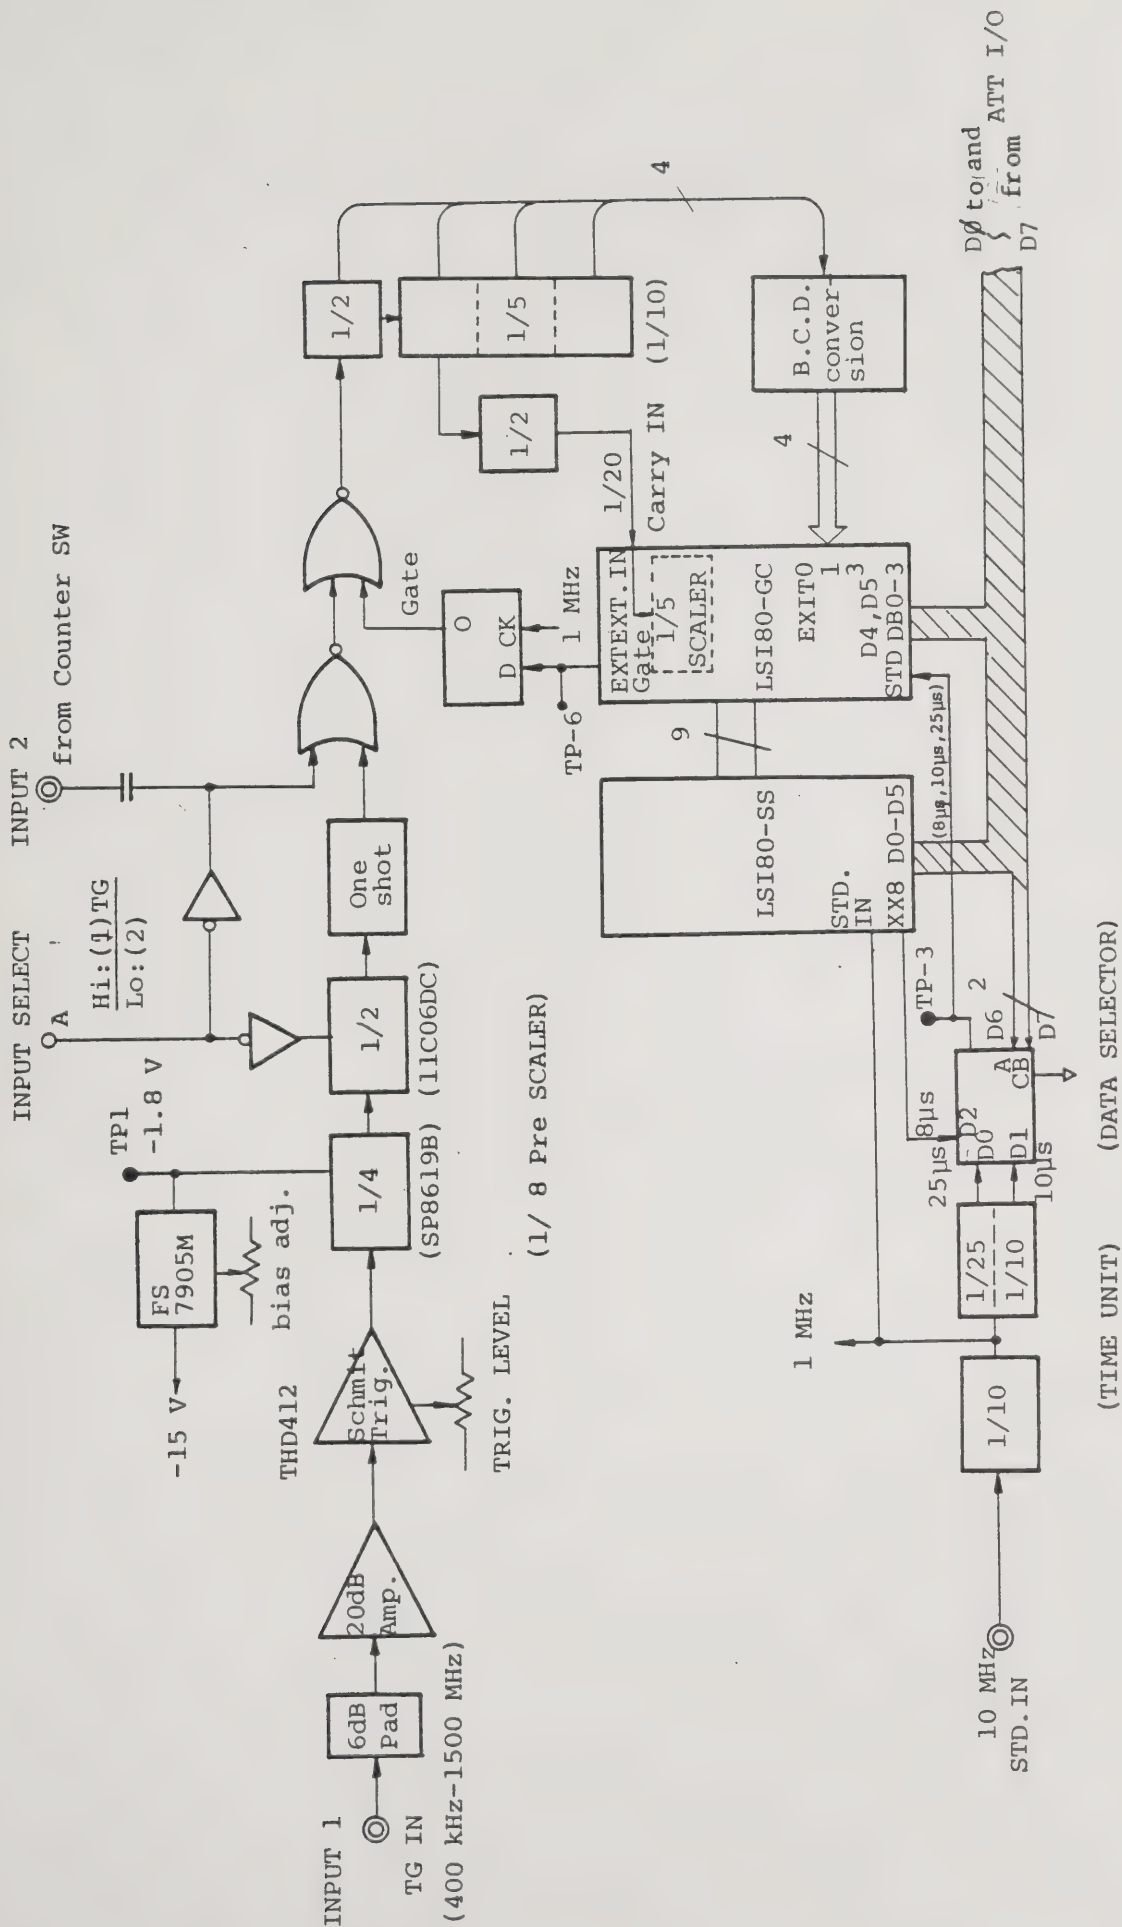 INPUT SELECT
A
Hi:(1)TG
Lo:(2)
INPUT 2
from Counter SW
TP1
-1.8 V
-15 V
FS
7905M
bias adj.
INPUT 1
TG IN
(400 kHz-1500 MHz)
6dB
Pad
20dB
Amp.
THD412
Schmit
Trig.
TRIG. LEVEL
1/4
(SP8619B)
1/2
(11C06DC)
(1/ 8 Pre SCALER)
One
shot
Gate
O
D CK
TP-6
1 MHz
1/2
1/5
(1/10)
1/2
1/20
Carry IN
4
B.C.D.
conver
sion
4
EXTEXT.IN
Gate
1/5
SCALER
LSI80-GC
EXIT0
1
3
D4,D5
STD DB0-3
9
LSI80-SS
STD.
IN
XX8 D0-D5
(8μs,10μs,25μs)
D0 to and
} from ATT I/O
D7
10 MHz
STD.IN
1/10
1 MHz
1/25
1/10
25μs
8μs
10μs
D2
D0
D1
A
CB
TP-3
D6
2
D7
(TIME UNIT)
(DATA SELECTOR)